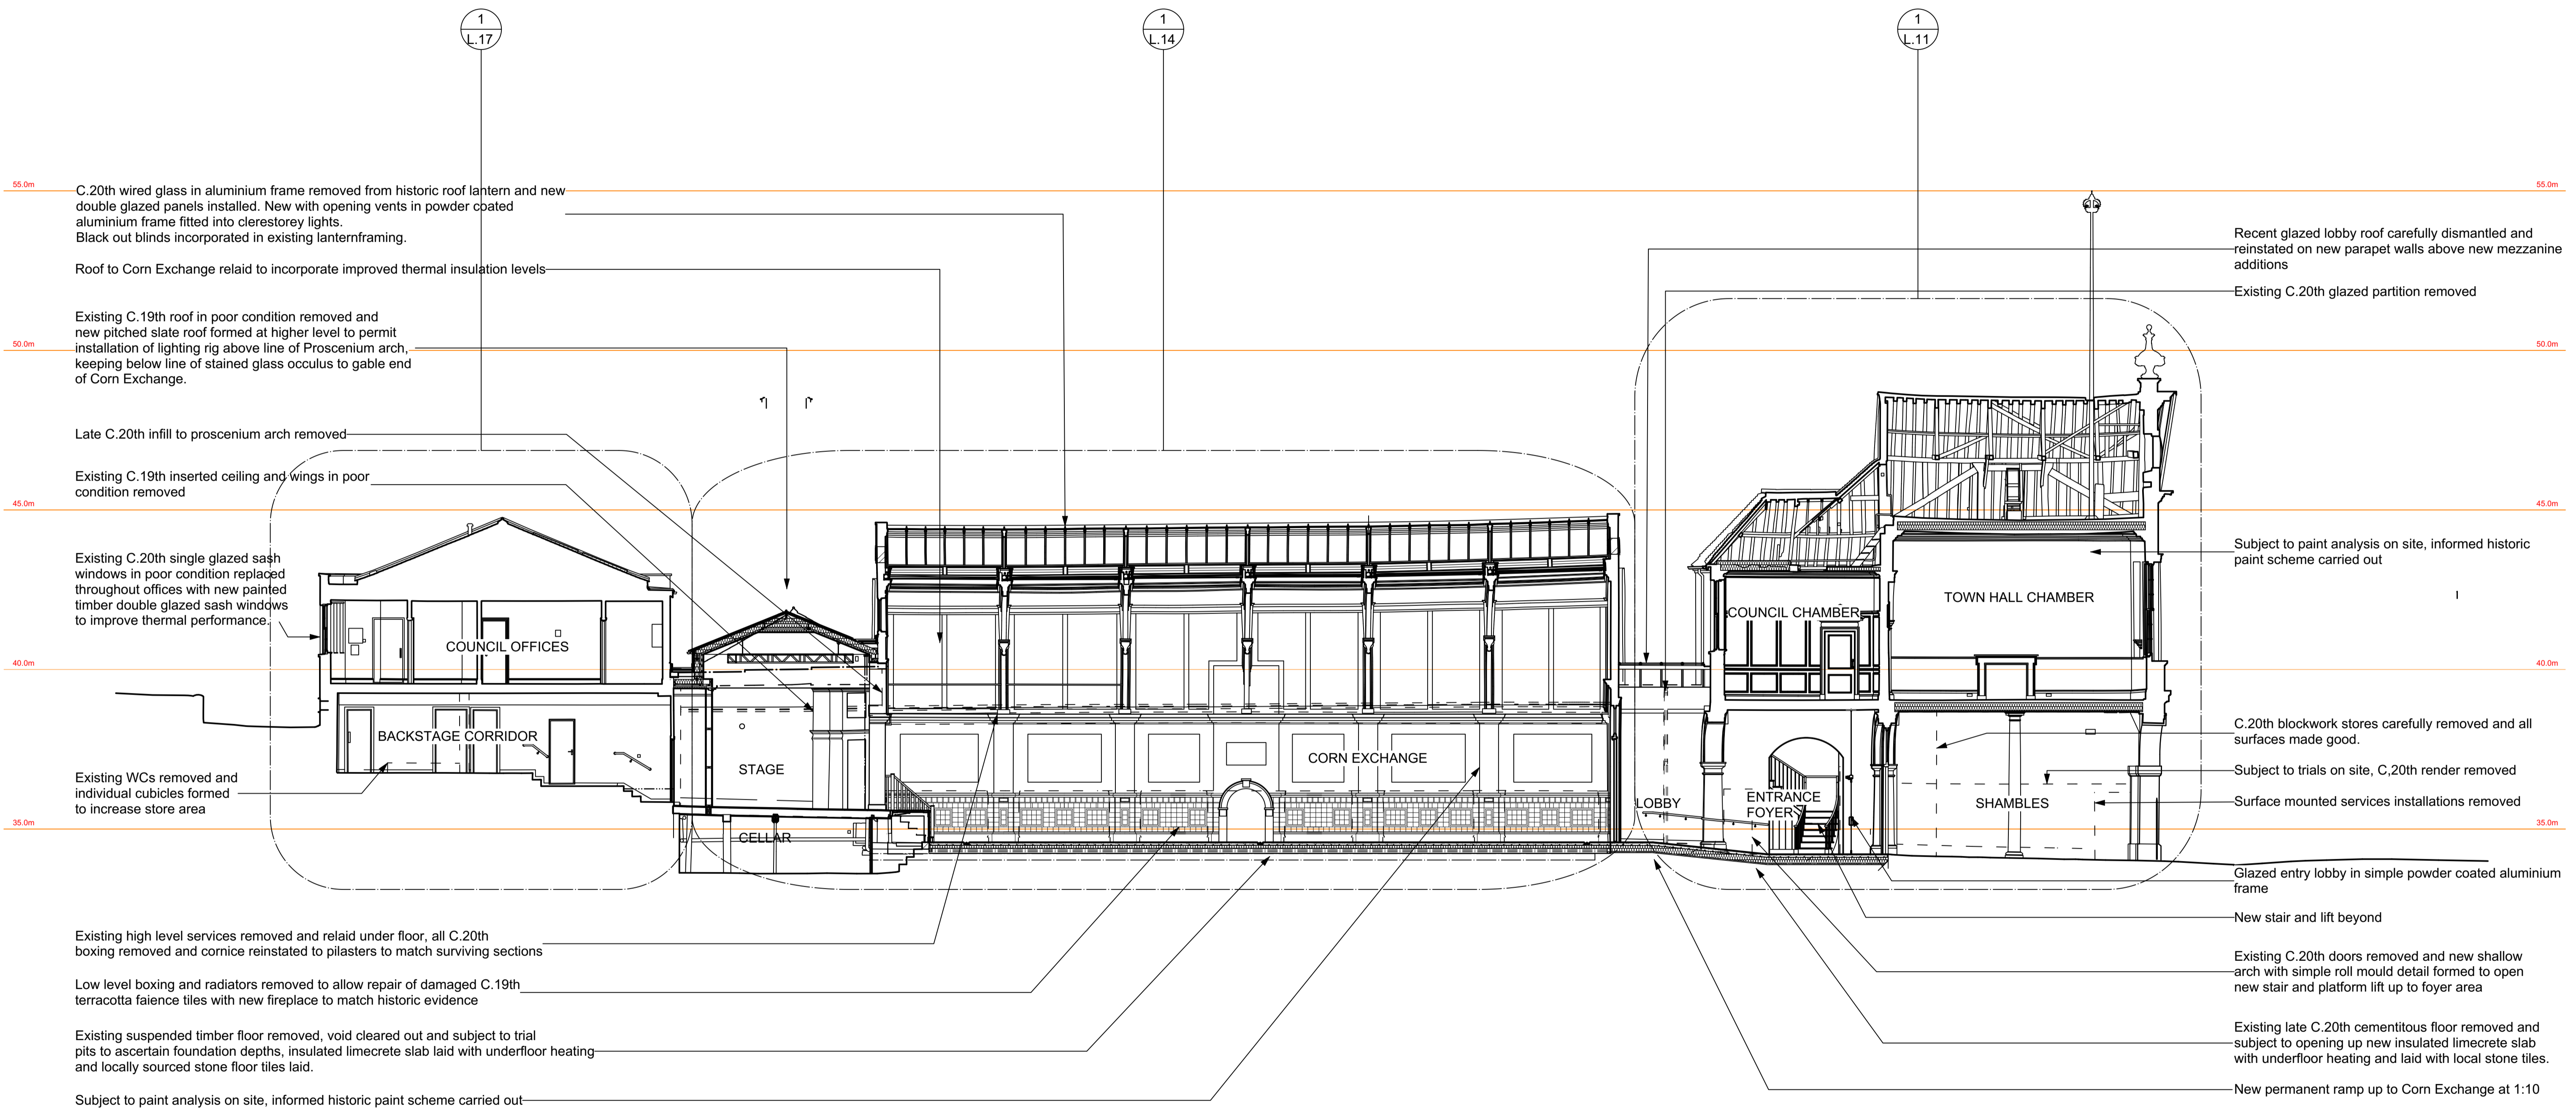 1
L.17
1
L.14
1
L.11
55.0m
55.0m
C.20th wired glass in aluminium frame removed from historic roof lantern and new
double glazed panels installed. New with opening vents in powder coated
aluminium frame fitted into clerestorey lights.
Black out blinds incorporated in existing lanternframing.
Roof to Corn Exchange relaid to incorporate improved thermal insulation levels
Existing C.19th roof in poor condition removed and
new pitched slate roof formed at higher level to permit
installation of lighting rig above line of Proscenium arch,
keeping below line of stained glass occulus to gable end
of Corn Exchange.
50.0m
50.0m
Late C.20th infill to proscenium arch removed
Existing C.19th inserted ceiling and wings in poor
condition removed
45.0m
45.0m
Existing C.20th single glazed sash
windows in poor condition replaced
throughout offices with new painted
timber double glazed sash windows
to improve thermal performance.
40.0m
40.0m
Existing WCs removed and
individual cubicles formed
to increase store area
35.0m
35.0m
COUNCIL OFFICES
BACKSTAGE CORRIDOR
STAGE
CELLAR
CORN EXCHANGE
LOBBY
ENTRANCE
FOYER
COUNCIL CHAMBER
TOWN HALL CHAMBER
SHAMBLES
Recent glazed lobby roof carefully dismantled and
reinstated on new parapet walls above new mezzanine
additions
Existing C.20th glazed partition removed
Subject to paint analysis on site, informed historic
paint scheme carried out
C.20th blockwork stores carefully removed and all
surfaces made good.
Subject to trials on site, C,20th render removed
Surface mounted services installations removed
Glazed entry lobby in simple powder coated aluminium
frame
New stair and lift beyond
Existing C.20th doors removed and new shallow
arch with simple roll mould detail formed to open
new stair and platform lift up to foyer area
Existing late C.20th cementitous floor removed and
subject to opening up new insulated limecrete slab
with underfloor heating and laid with local stone tiles.
New permanent ramp up to Corn Exchange at 1:10
Existing high level services removed and relaid under floor, all C.20th
boxing removed and cornice reinstated to pilasters to match surviving sections
Low level boxing and radiators removed to allow repair of damaged C.19th
terracotta faience tiles with new fireplace to match historic evidence
Existing suspended timber floor removed, void cleared out and subject to trial
pits to ascertain foundation depths, insulated limecrete slab laid with underfloor heating
and locally sourced stone floor tiles laid.
Subject to paint analysis on site, informed historic paint scheme carried out